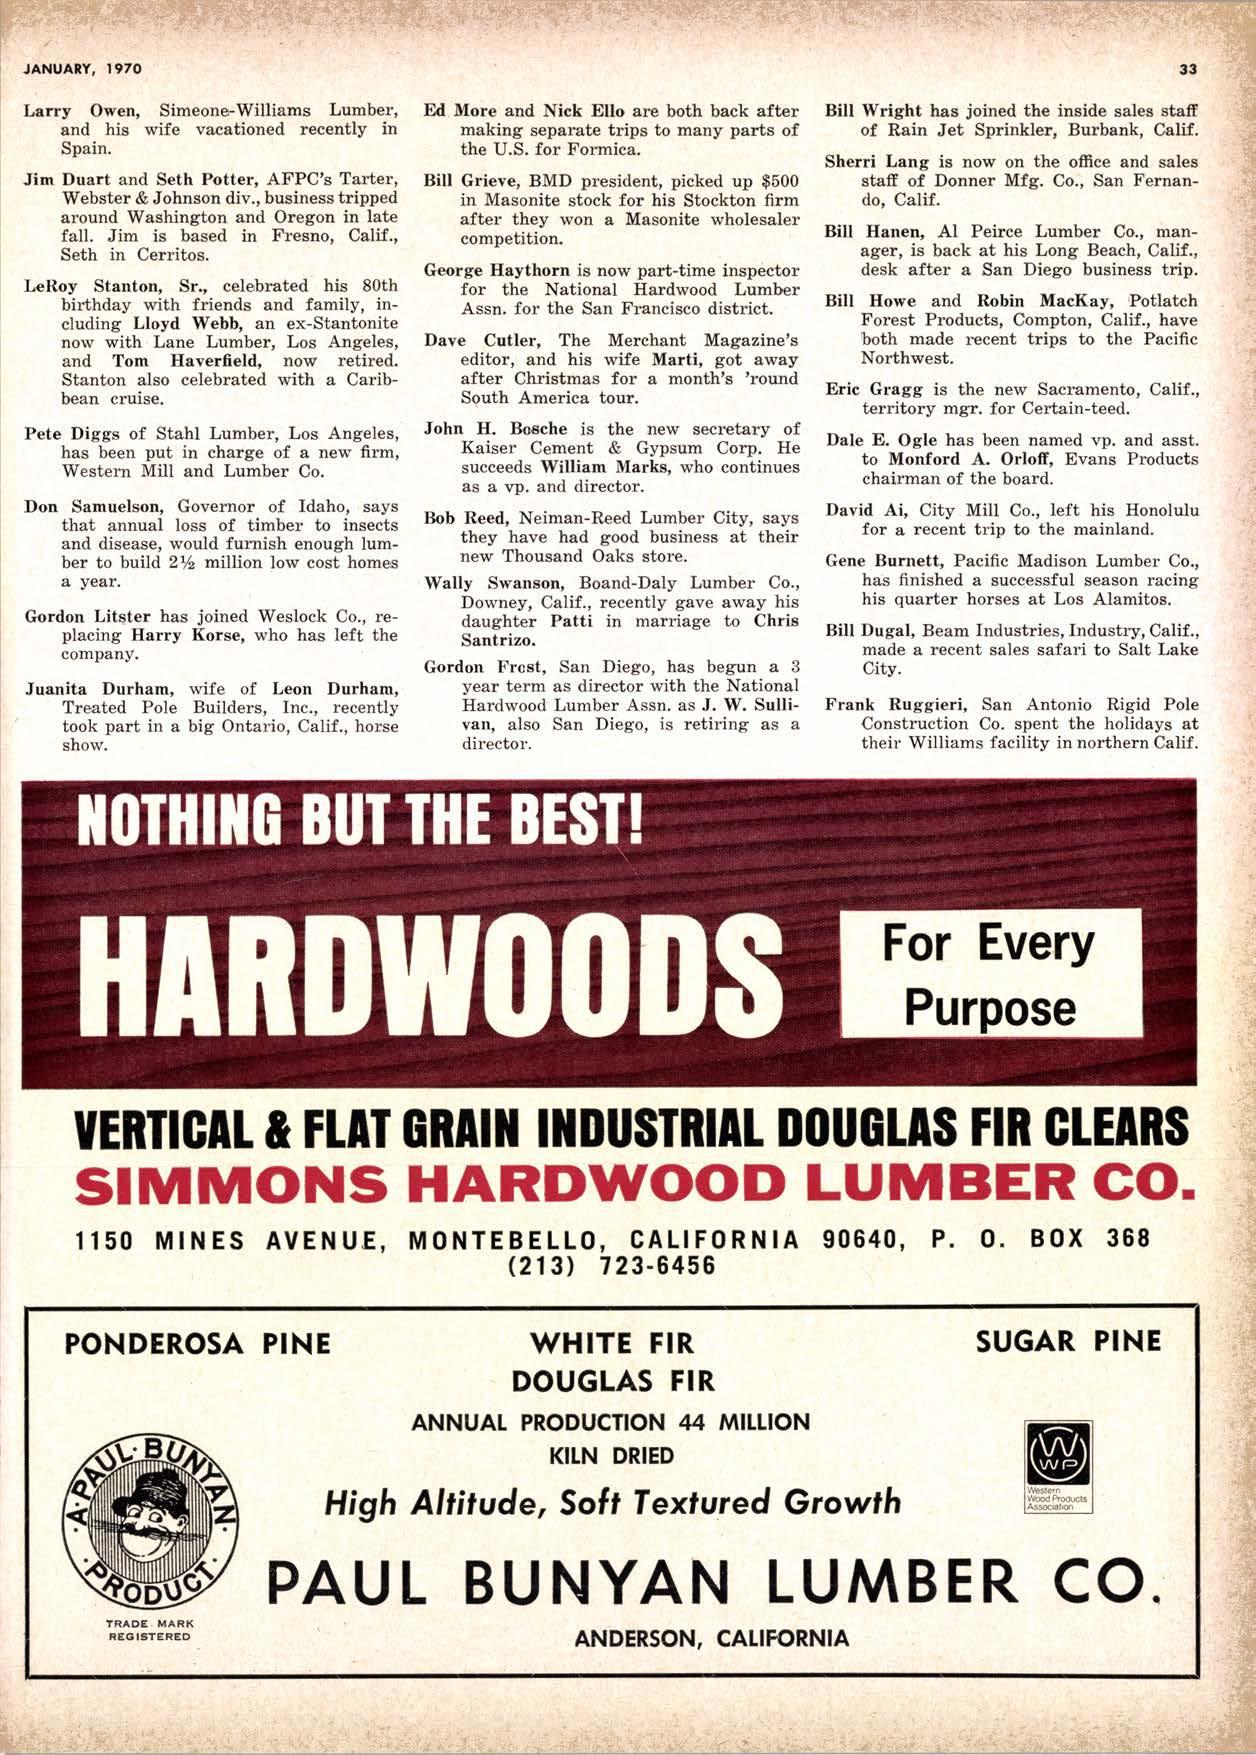 JANUARY, 1970
33
Larry Owen, Simeone-Williams Lumber,
and his wife vacationed recently in
Spain.
Jim Duart and Seth Potter, AFPC's Tarter,
Webster & Johnson div., business tripped
around Washington and Oregon in late
fall. Jim is based in Fresno, Calif.,
Seth in Cerritos.
LeRoy Stanton, Sr., celebrated his 80th
birthday with friends and family, in-
cluding Lloyd Webb, an ex-Stantonite
now with Lane Lumber, Los Angeles,
and Tom Haverfield, now retired.
Stanton also celebrated with a Carib-
bean cruise.
Pete Diggs of Stahl Lumber, Los Angeles,
has been put in charge of a new firm,
Western Mill and Lumber Co.
Don Samuelson, Governor of Idaho, says
that annual loss of timber to insects
and disease, would furnish enough lum-
ber to build 2½ million low cost homes
a year.
Gordon Litster has joined Weslock Co., re-
placing Harry Korse, who has left the
company.
Juanita Durham, wife of Leon Durham,
Treated Pole Builders, Inc., recently
took part in a big Ontario, Calif., horse
show.
Ed More and Nick Ello are both back after
making separate trips to many parts of
the U.S. for Formica.
Bill Grieve, BMD president, picked up $500
in Masonite stock for his Stockton firm
after they won a Masonite wholesaler
competition.
George Haythorn is now part-time inspector
for the National Hardwood Lumber
Assn. for the San Francisco district.
Dave Cutler, The Merchant Magazine's
editor, and his wife Marti, got away
after Christmas for a month's 'round
South America tour.
John H. Bosche is the new secretary of
Kaiser Cement & Gypsum Corp. He
succeeds William Marks, who continues
as a vp. and director.
Bob Reed, Neiman-Reed Lumber City, says
they have had good business at their
new Thousand Oaks store.
Wally Swanson, Boand-Daly Lumber Co.,
Downey, Calif., recently gave away his
daughter Patti in marriage to Chris
Santrizo.
Gordon Frost, San Diego, has begun a 3
year term as director with the National
Hardwood Lumber Assn. as J. W. Sulli-
van, also San Diego, is retiring as a
director.
Bill Wright has joined the inside sales staff
of Rain Jet Sprinkler, Burbank, Calif.
Sherri Lang is now on the office and sales
staff of Donner Mfg. Co., San Fernan-
do, Calif.
Bill Hanen, Al Peirce Lumber Co., man-
ager, is back at his Long Beach, Calif.,
desk after a San Diego business trip.
Bill Howe and Robin MacKay, Potlatch
Forest Products, Compton, Calif., have
both made recent trips to the Pacific
Northwest.
Eric Gragg is the new Sacramento, Calif.,
territory mgr. for Certain-teed.
Dale E. Ogle has been named vp. and asst.
to Monford A. Orloff, Evans Products
chairman of the board.
David Ai, City Mill Co., left his Honolulu
for a recent trip to the mainland.
Gene Burnett, Pacific Madison Lumber Co.,
has finished a successful season racing
his quarter horses at Los Alamitos.
Bill Dugal, Beam Industries, Industry, Calif.,
made a recent sales safari to Salt Lake
City.
Frank Ruggieri, San Antonio Rigid Pole
Construction Co. spent the holidays at
their Williams facility in northern Calif.
NOTHING BUT THE BEST!
HARDWOODS
For Every
Purpose
VERTICAL & FLAT GRAIN INDUSTRIAL DOUGLAS FIR CLEARS
SIMMONS HARDWOOD LUMBER CO.
1150 MINES AVENUE, MONTEBELLO, CALIFORNIA 90640, P. O. BOX 368
(213) 723-6456
PONDEROSA PINE
WHITE FIR
SUGAR PINE
DOUGLAS FIR
ANNUAL PRODUCTION 44 MILLION
KILN DRIED
High Altitude, Soft Textured Growth
A·PAUL·BUNYAN·
·PRODUCT·
TRADE MARK
REGISTERED
WWP
Western
Wood Products
Association
PAUL BUNYAN LUMBER CO.
ANDERSON, CALIFORNIA